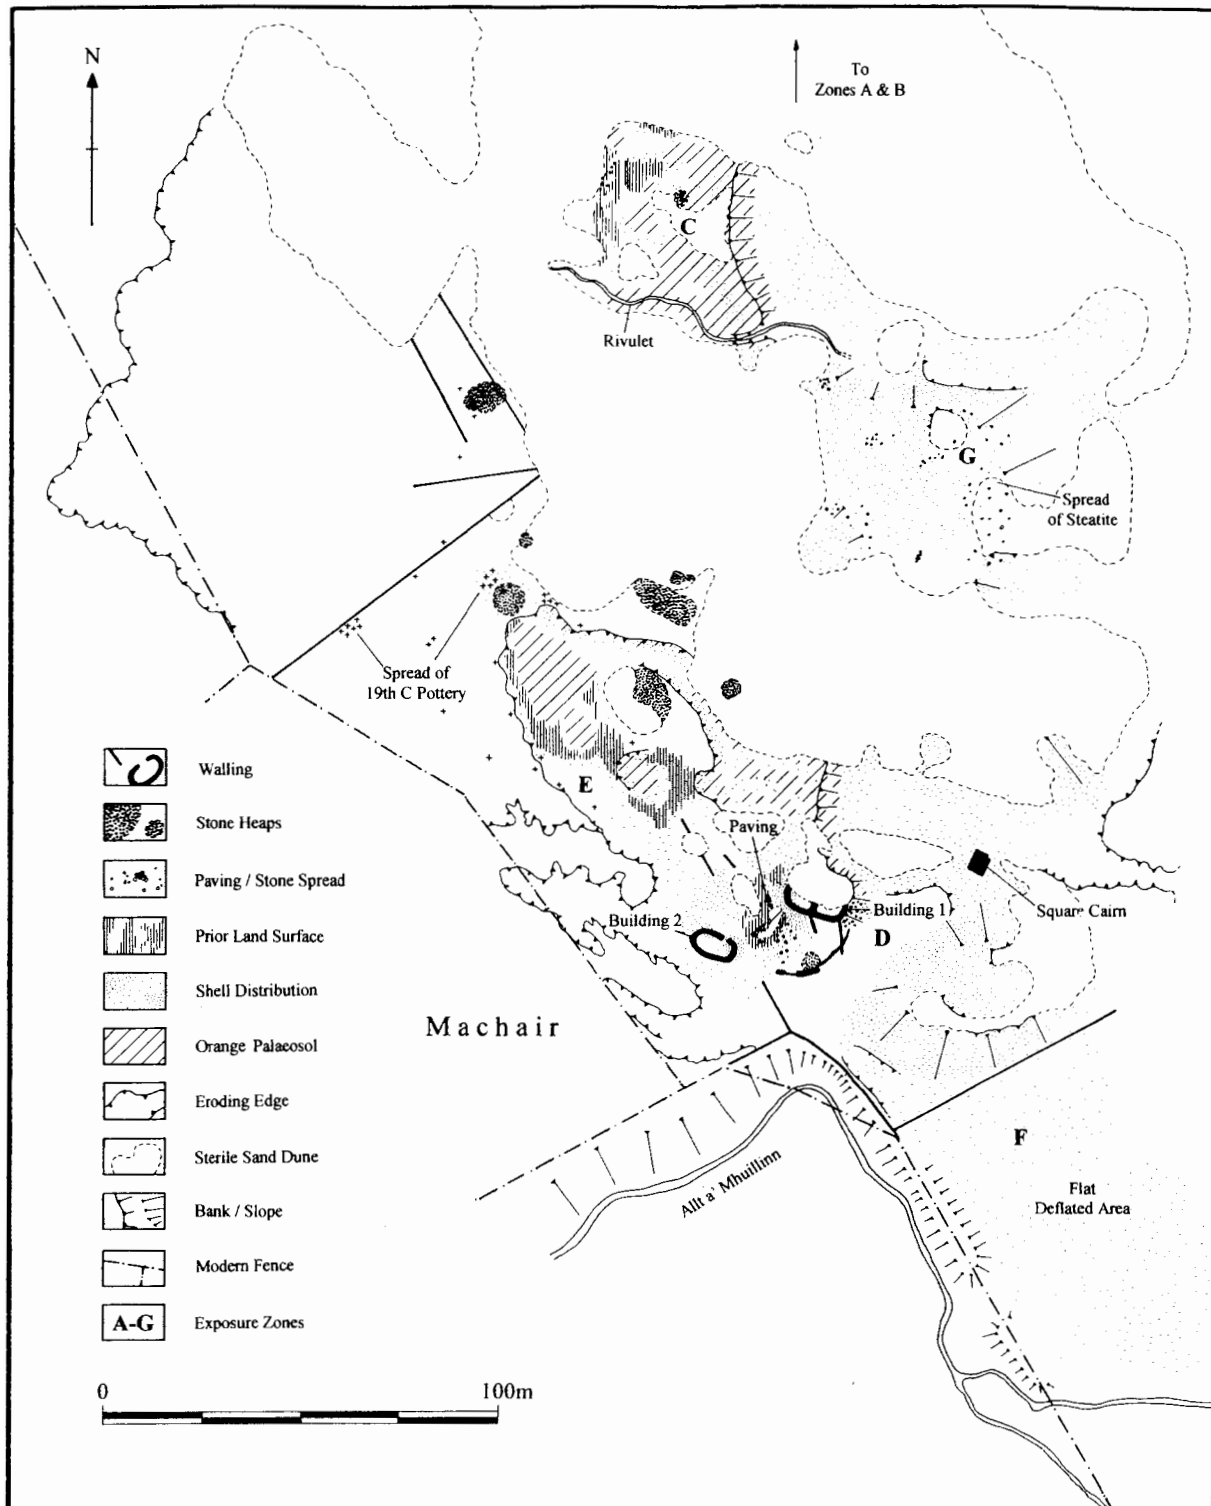 N
To
Zones A & B
C
Rivulet
G
Spread
of Steatite
Spread of
19th C Pottery
E
Paving
Building 2
Building 1
D
Square Cairn
Machair
Allt a' Mhuillinn
F
Flat
Deflated Area
Walling
Stone Heaps
Paving / Stone Spread
Prior Land Surface
Shell Distribution
Orange Palaeosol
Eroding Edge
Sterile Sand Dune
Bank / Slope
Modern Fence
A-G Exposure Zones
0 100m